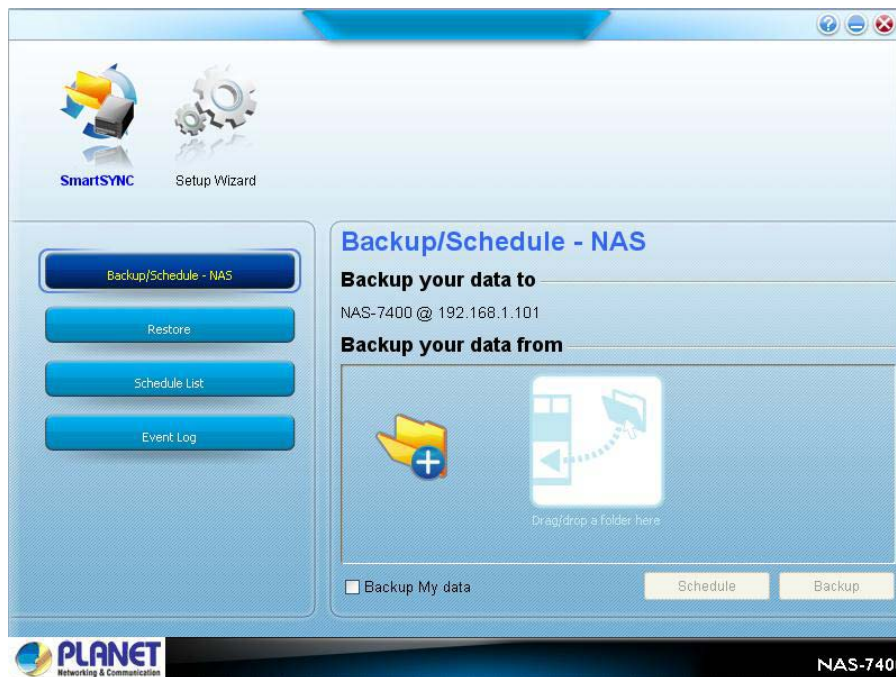 SmartSYNC
Setup Wizard
Backup/Schedule - NAS
Restore
Schedule List
Event Log
Backup/Schedule - NAS
Backup your data to
NAS-7400 @ 192.168.1.101
Backup your data from
Drag/drop a folder here
Backup My data
Schedule
Backup
PLANET
Networking & Communication
NAS-740